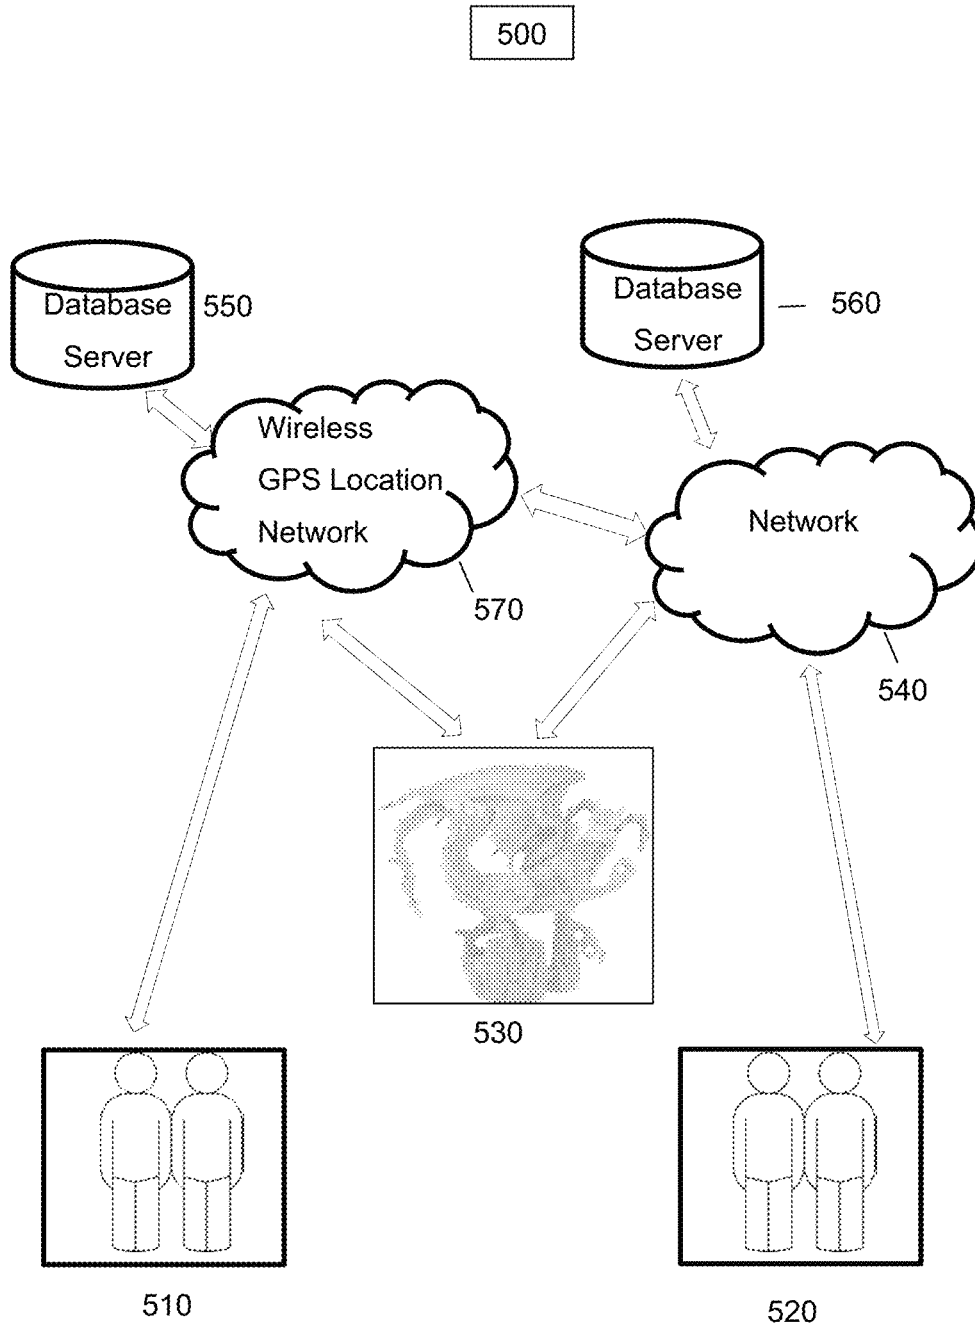 500
Database
Server
550
Database
Server
560
Wireless
GPS Location
Network
570
Network
540
530
510
520